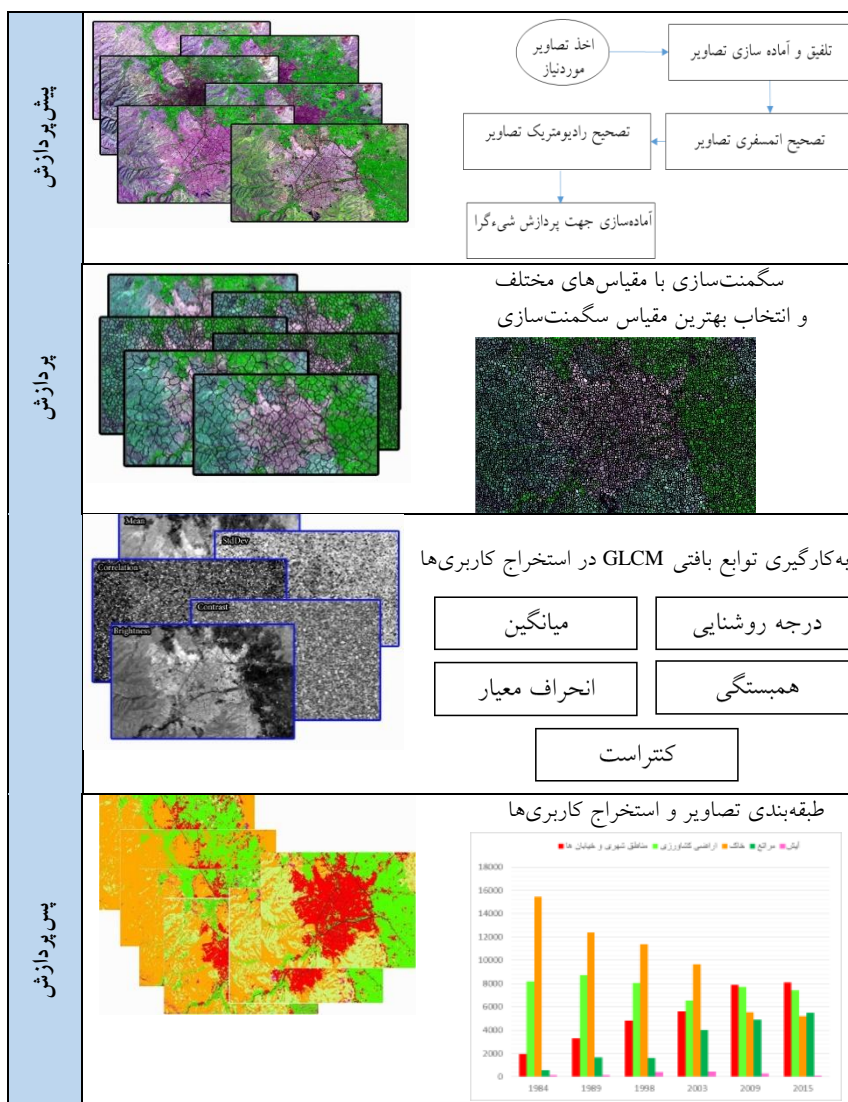 پیش پردازش
اخذ تصاویر
موردنیاز
تلفیق و آماده سازی تصاویر
تصحیح اتمسفری تصاویر
تصحیح رادیومتریک تصاویر
آماده‌سازی جهت پردازش شیءگرا
پردازش
سگمنت‌سازی با مقیاس‌های مختلف
و انتخاب بهترین مقیاس سگمنت‌سازی
به‌کارگیری توابع بافتی GLCM در استخراج کاربری‌ها
Mean
StdDev
Correlation
Contrast
Brightness
درجه روشنایی
میانگین
همبستگی
انحراف معیار
کنتراست
پس پردازش
طبقه‌بندی تصاویر و استخراج کاربری‌ها
مناطق شهری و خیابان ها
اراضی کشاورزی
خاک
مراتع
آیش
18000
16000
14000
12000
10000
8000
6000
4000
2000
0
1984 1989 1998 2003 2009 2015